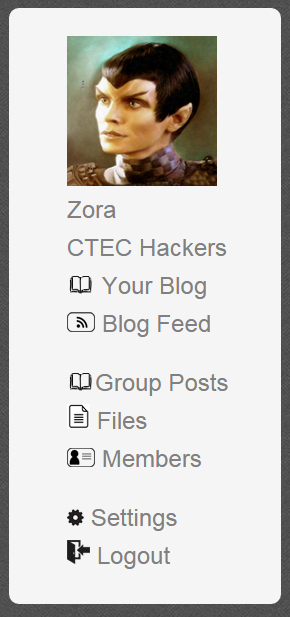 Zora
CTEC Hackers
Your Blog
Blog Feed
Group Posts
Files
Members
Settings
Logout